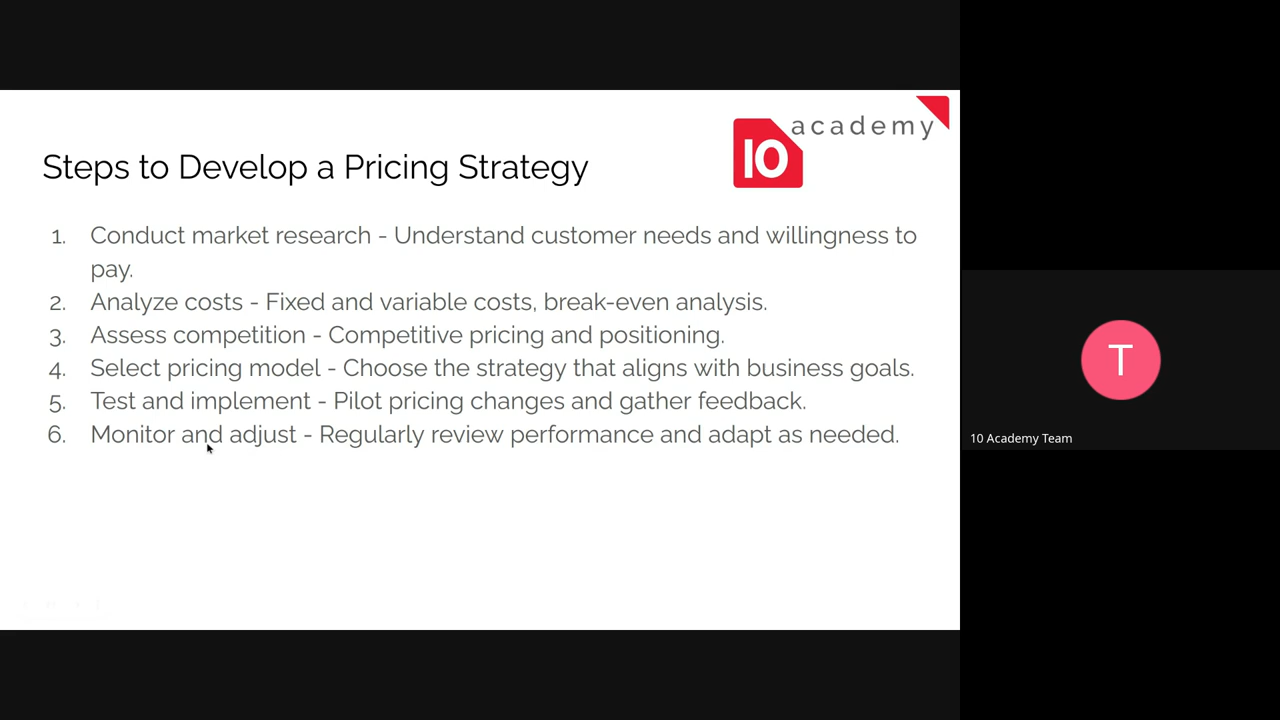 academy
10
Steps to Develop a Pricing Strategy
1. Conduct market research - Understand customer needs and willingness to
pay.
2. Analyze costs - Fixed and variable costs, break-even analysis.
3. Assess competition - Competitive pricing and positioning.
4. Select pricing model - Choose the strategy that aligns with business goals.
5. Test and implement - Pilot pricing changes and gather feedback.
6. Monitor and adjust - Regularly review performance and adapt as needed.
T
10 Academy Team